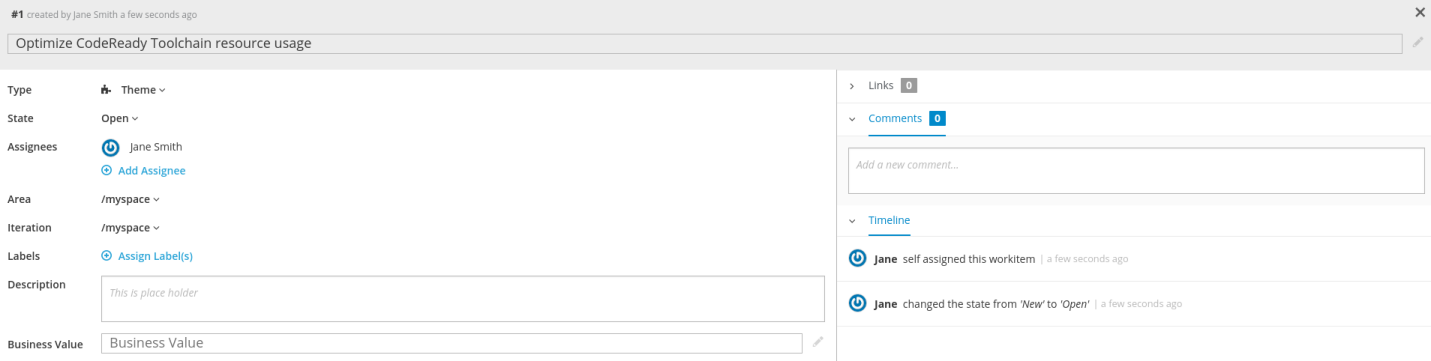 #1 created by Jane Smith a few seconds ago
Optimize CodeReady Toolchain resource usage
Type Theme
State Open
Assignees Jane Smith
Add Assignee
Area /myspace
Iteration /myspace
Labels Assign Label(s)
Description This is place holder
Business Value Business Value
Links 0
Comments 0
Add a new comment...
Timeline
Jane self assigned this workitem | a few seconds ago
Jane changed the state from 'New' to 'Open' | a few seconds ago